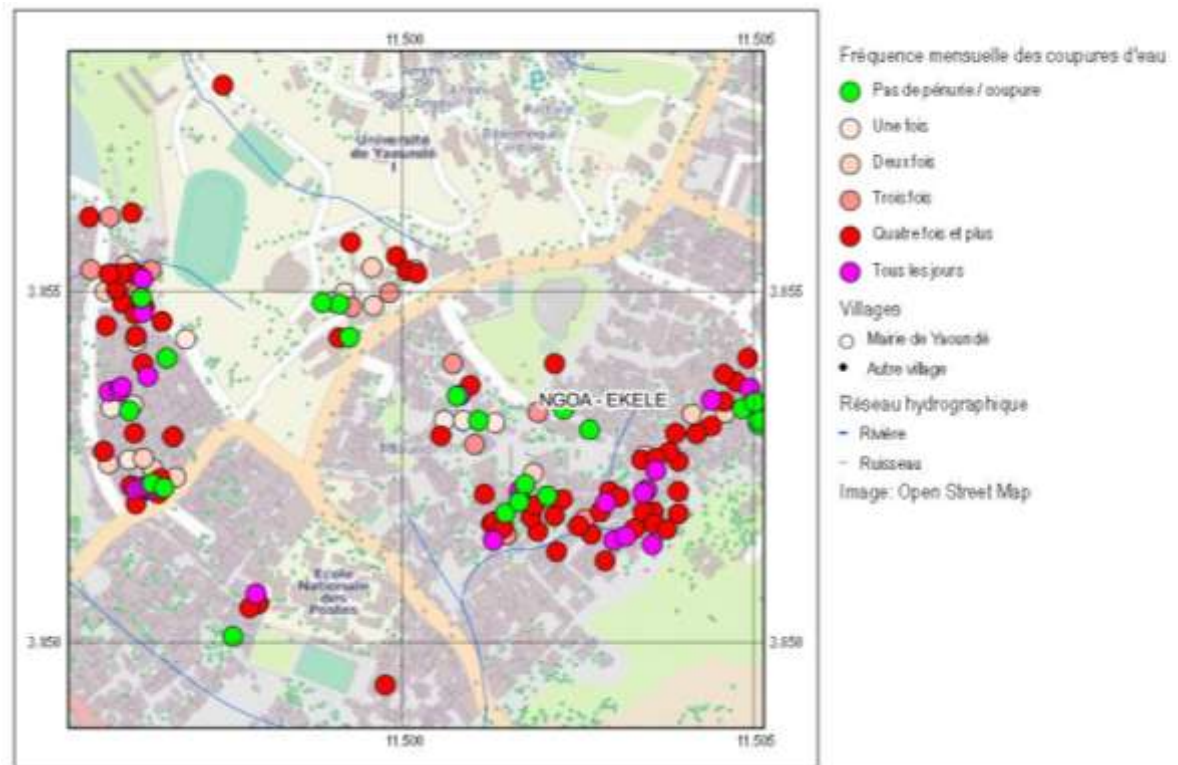 11.500 11.505
Université
de Yaoundé
I
3.855 3.855
NGOA - EKELE
Ecole
Nationale
des
Postes
3.858 3.858
11.500 11.505
Fréquence mensuelle des coupures d'eau
Pas de pénurie / coupure
Une fois
Deux fois
Trois fois
Quatre fois et plus
Tous les jours
Villages
Mairie de Yaoundé
Autre village
Réseau hydrographique
Rivière
Ruisseau
Image: Open Street Map